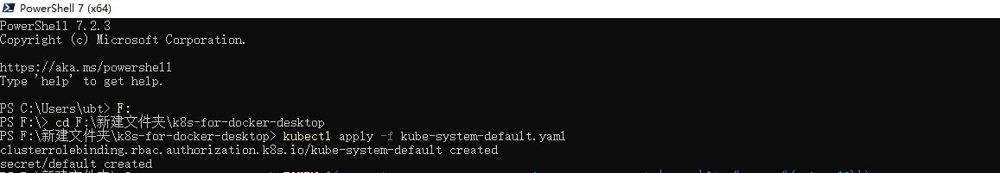 PowerShell 7 (x64)
PowerShell 7.2.3
Copyright (c) Microsoft Corporation.
https://aka.ms/powershell
Type 'help' to get help.
PS C:\Users\ubt> F:
PS F:\> cd F:\新建文件夹\k8s-for-docker-desktop
PS F:\新建文件夹\k8s-for-docker-desktop> kubectl apply -f kube-system-default.yaml
clusterrolebinding.rbac.authorization.k8s.io/kube-system-default created
secret/default created